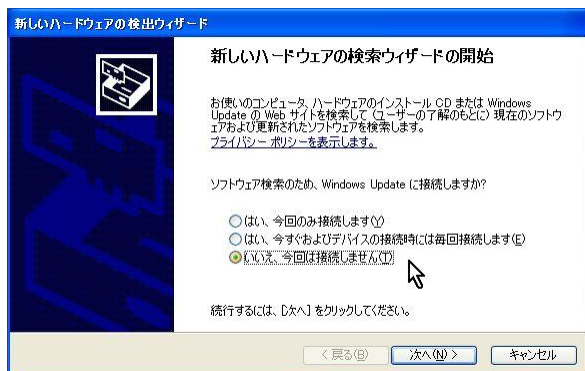 新しいハードウェアの検出ウィザード
新しいハードウェアの検索ウィザードの開始
お使いのコンピュータ、ハードウェアのインストール CD または Windows
Update の Web サイトを検索して (ユーザーの了解のもとに) 現在のソフトウ
ェアおよび更新されたソフトウェアを検索します。
プライバシー ポリシーを表示します。
ソフトウェア検索のため、Windows Update に接続しますか?
はい、今回のみ接続します(Y)
はい、今すぐおよびデバイスの接続時には毎回接続します(E)
いいえ、今回は接続しません(T)
続行するには、[次へ] をクリックしてください。
< 戻る(B)
次へ(N) >
キャンセル